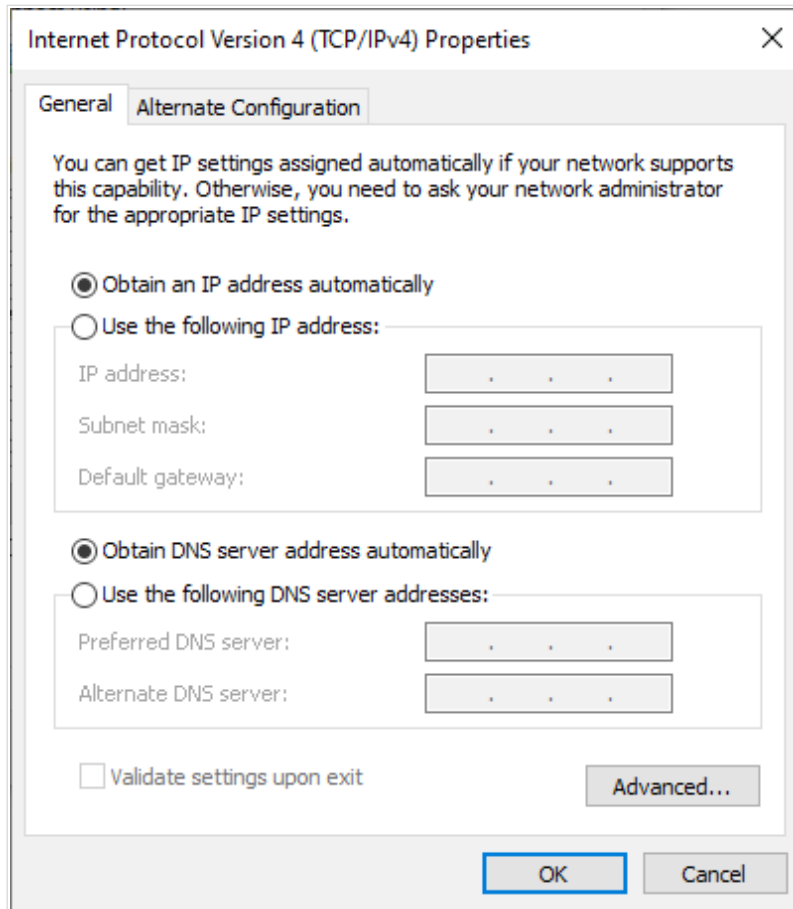 Internet Protocol Version 4 (TCP/IPv4) Properties
General
Alternate Configuration
You can get IP settings assigned automatically if your network supports
this capability. Otherwise, you need to ask your network administrator
for the appropriate IP settings.
Obtain an IP address automatically
Use the following IP address:
IP address:
Subnet mask:
Default gateway:
Obtain DNS server address automatically
Use the following DNS server addresses:
Preferred DNS server:
Alternate DNS server:
Validate settings upon exit
Advanced...
OK
Cancel